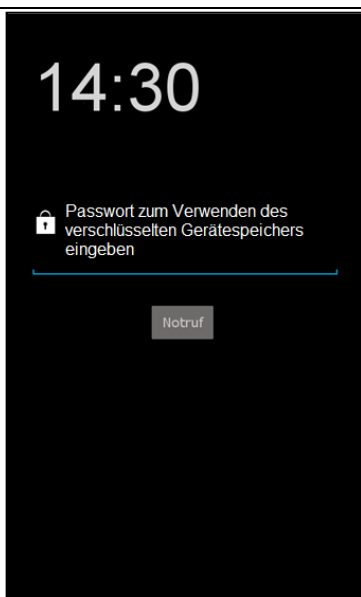 14:30
Passwort zum Verwenden des
verschlüsselten Gerätespeichers
eingeben
Notruf